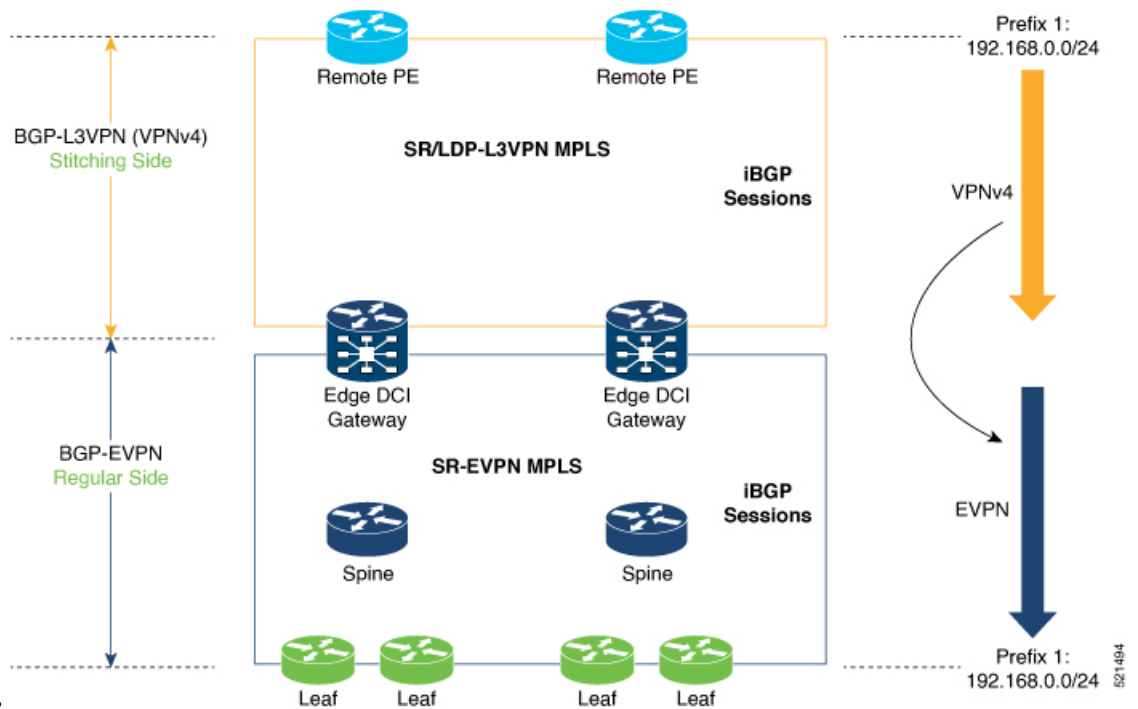 Remote PE
Remote PE
Prefix 1:
192.168.0.0/24
BGP-L3VPN (VPNv4)
Stitching Side
SR/LDP-L3VPN MPLS
iBGP
Sessions
VPNv4
Edge DCI
Gateway
Edge DCI
Gateway
BGP-EVPN
Regular Side
SR-EVPN MPLS
iBGP
Sessions
EVPN
Spine
Spine
Leaf
Leaf
Leaf
Leaf
Prefix 1:
192.168.0.0/24
521494